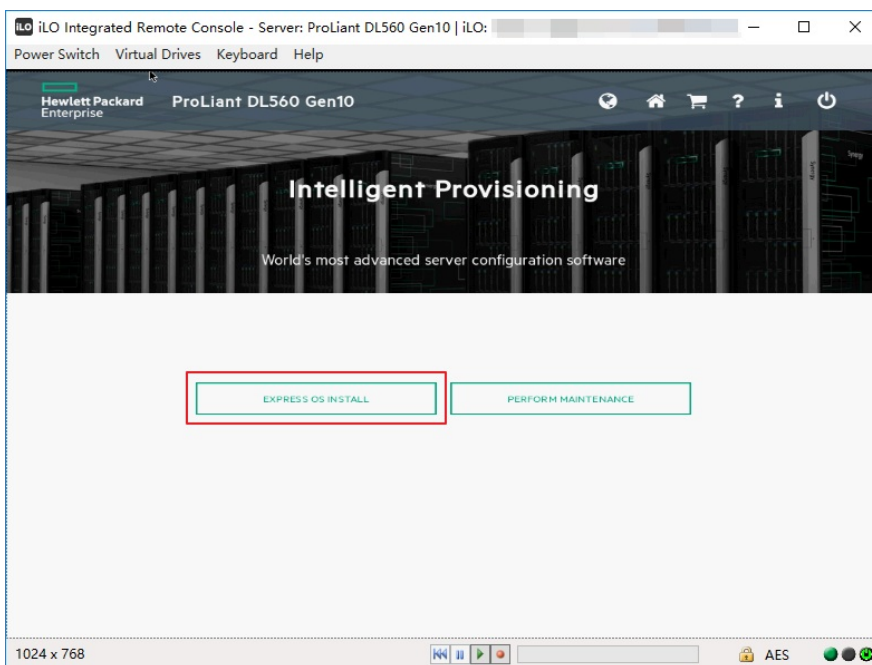 iLO iLO Integrated Remote Console - Server: ProLiant DL560 Gen10 | iLO:
Power Switch Virtual Drives Keyboard Help
Hewlett Packard
Enterprise
ProLiant DL560 Gen10
Intelligent Provisioning
World's most advanced server configuration software
EXPRESS OS INSTALL PERFORM MAINTENANCE
1024 x 768 AES